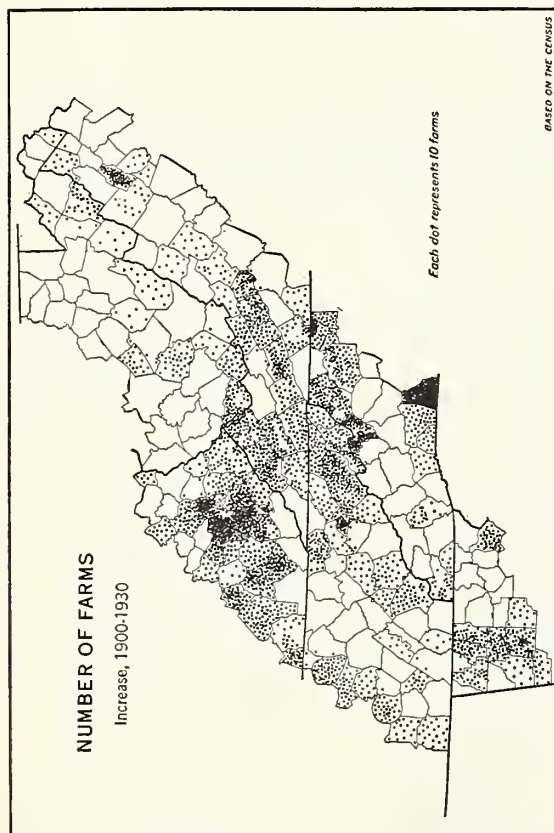 NUMBER OF FARMS
Increase, 1900-1930
Each dot represents 10 farms
BASED ON THE CENSUS